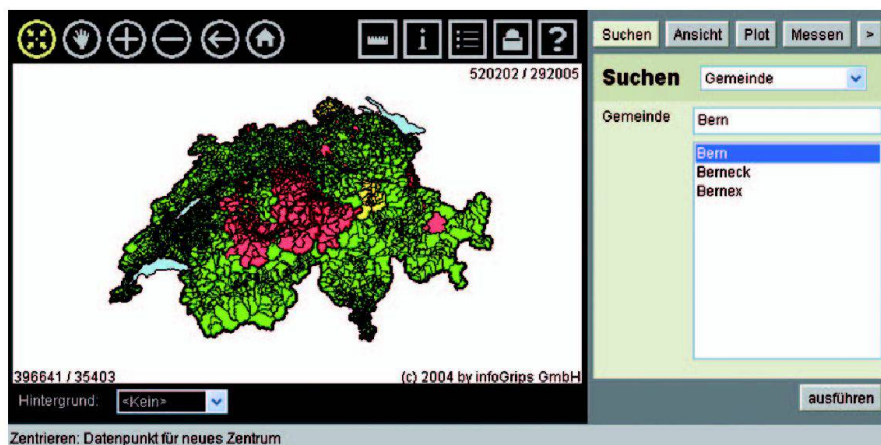 520202 / 292005
396641 / 35403
(c) 2004 by infoGrips GmbH
Hintergrund: <Kein>
Zentrieren: Datenpunkt für neues Zentrum
Suchen Ansicht Plot Messen >
Suchen Gemeinde
Gemeinde Bern
Bern
Berneck
Bernex
ausführen
i
?